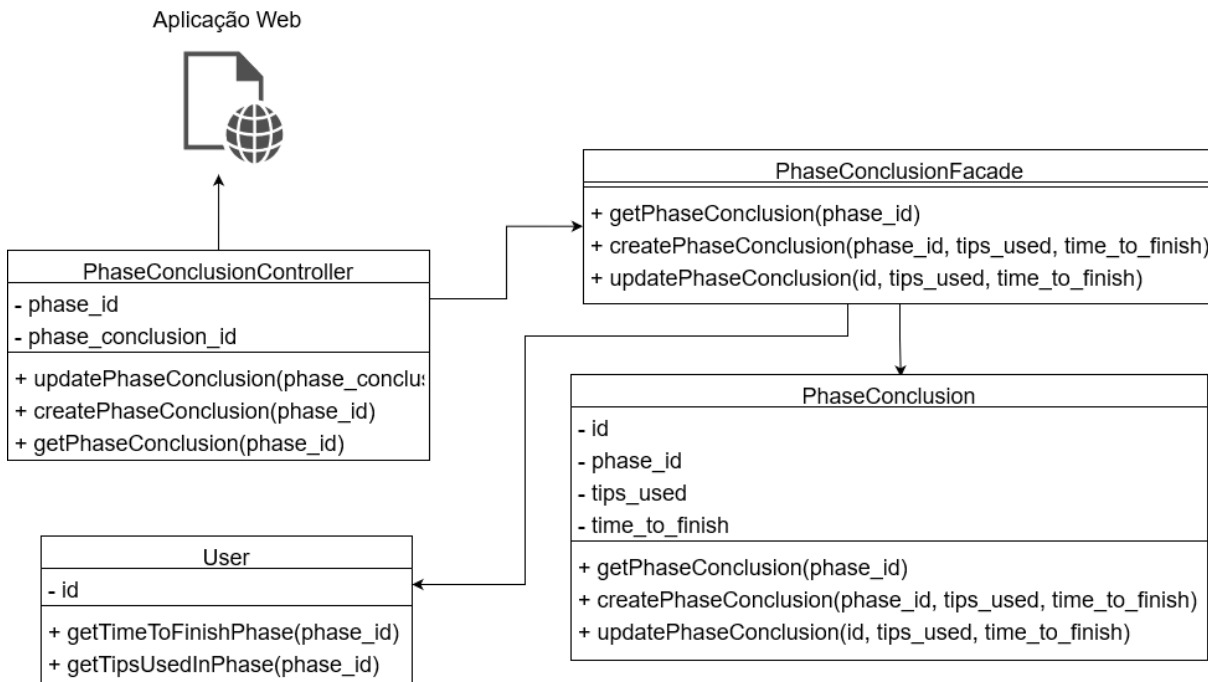 Aplicação Web
PhaseConclusionFacade
+ getPhaseConclusion(phase_id)
+ createPhaseConclusion(phase_id, tips_used, time_to_finish)
+ updatePhaseConclusion(id, tips_used, time_to_finish)
PhaseConclusionController
- phase_id
- phase_conclusion_id
+ updatePhaseConclusion(phase_conclu
+ createPhaseConclusion(phase_id)
+ getPhaseConclusion(phase_id)
PhaseConclusion
- id
- phase_id
- tips_used
- time_to_finish
+ getPhaseConclusion(phase_id)
+ createPhaseConclusion(phase_id, tips_used, time_to_finish)
+ updatePhaseConclusion(id, tips_used, time_to_finish)
User
- id
+ getTimeToFinishPhase(phase_id)
+ getTipsUsedInPhase(phase_id)